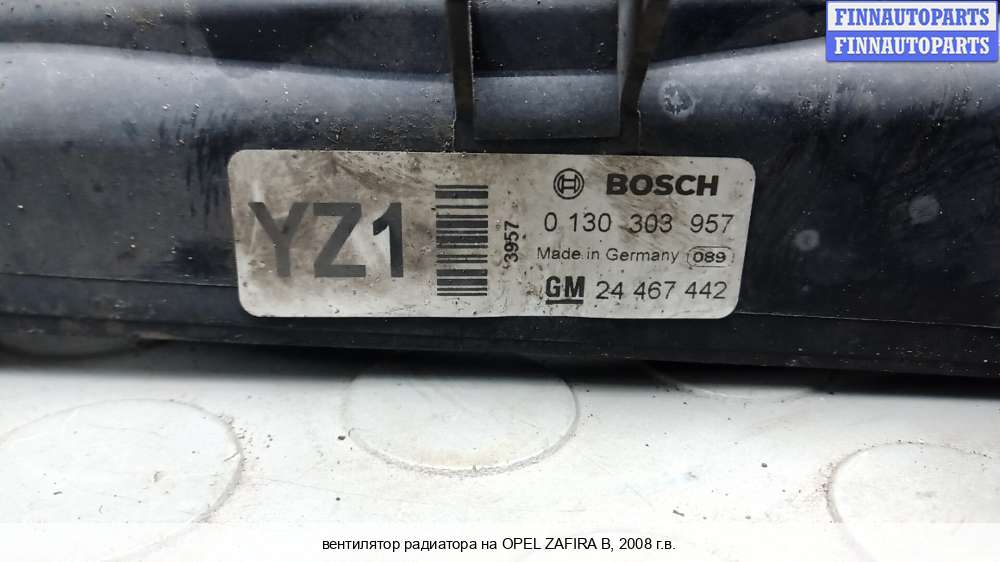 FINNAUTOPARTS
FINNAUTOPARTS
YZ1
3957
BOSCH
0 130 303 957
Made in Germany 089
GM 24 467 442
вентилятор радиатора на OPEL ZAFIRA B, 2008 г.в.